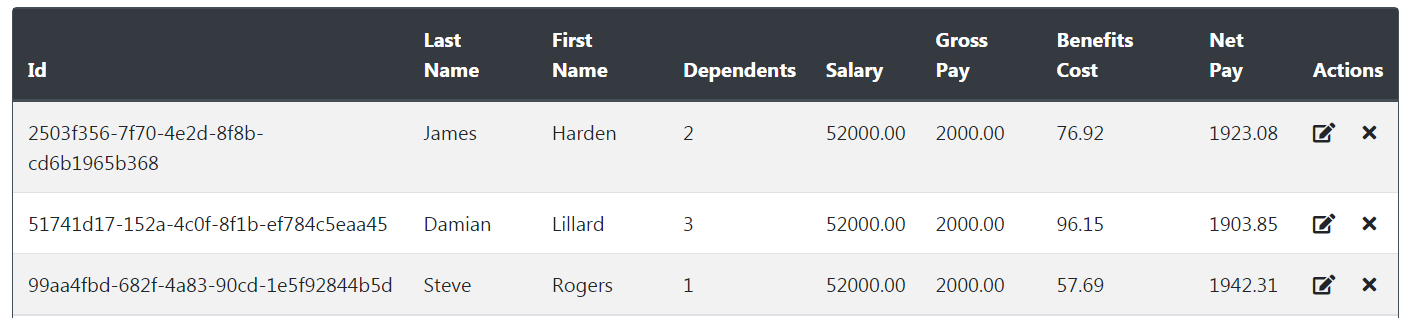 Id Last Name First Name Dependents Salary Gross Pay Benefits Cost Net Pay Actions
2503f356-7f70-4e2d-8f8b-cd6b1965b368 James Harden 2 52000.00 2000.00 76.92 1923.08
51741d17-152a-4c0f-8f1b-ef784c5eaa45 Damian Lillard 3 52000.00 2000.00 96.15 1903.85
99aa4fbd-682f-4a83-90cd-1e5f92844b5d Steve Rogers 1 52000.00 2000.00 57.69 1942.31